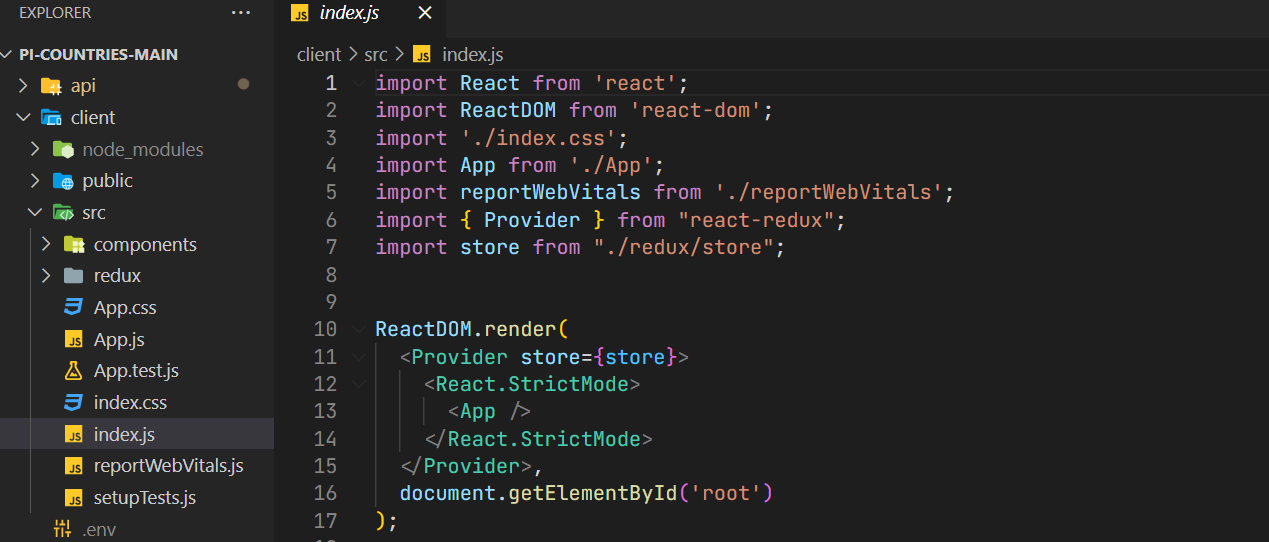 EXPLORER ...
PI-COUNTRIES-MAIN
api
client
node_modules
public
src
components
redux
App.css
App.js
App.test.js
index.css
index.js
reportWebVitals.js
setupTests.js
.env
JS index.js
client > src > JS index.js
1 import React from 'react';
2 import ReactDOM from 'react-dom';
3 import './index.css';
4 import App from './App';
5 import reportWebVitals from './reportWebVitals';
6 import { Provider } from "react-redux";
7 import store from "./redux/store";
8
9
10 ReactDOM.render(
11 <Provider store={store}>
12 <React.StrictMode>
13 <App />
14 </React.StrictMode>
15 </Provider>,
16 document.getElementById('root')
17 );